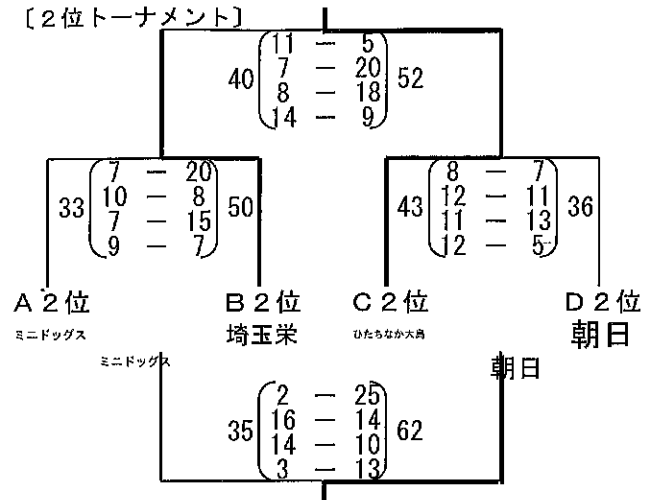 〔2位トーナメント〕
40 11 ― 5 52
7 ― 20
8 ― 18
14 ― 9
33 7 ― 20 50
10 ― 8
7 ― 15
9 ― 7
43 8 ― 7 36
12 ― 11
11 ― 13
12 ― 5
A2位 B2位 C2位 D2位
ミニドッグス 埼玉栄 ひたちなか大島 朝日
ミニドッグス 朝日
35 2 ― 25 62
16 ― 14
14 ― 10
3 ― 13